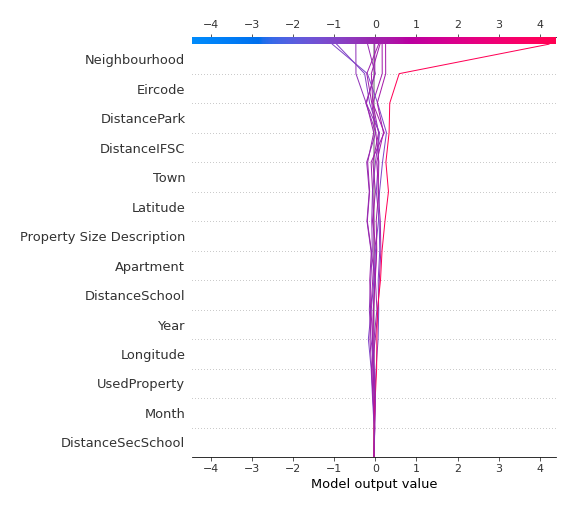 −4 −3 −2 −1 0 1 2 3 4
Neighbourhood
Eircode
DistancePark
DistanceIFSC
Town
Latitude
Property Size Description
Apartment
DistanceSchool
Year
Longitude
UsedProperty
Month
DistanceSecSchool
−4 −3 −2 −1 0 1 2 3 4
Model output value